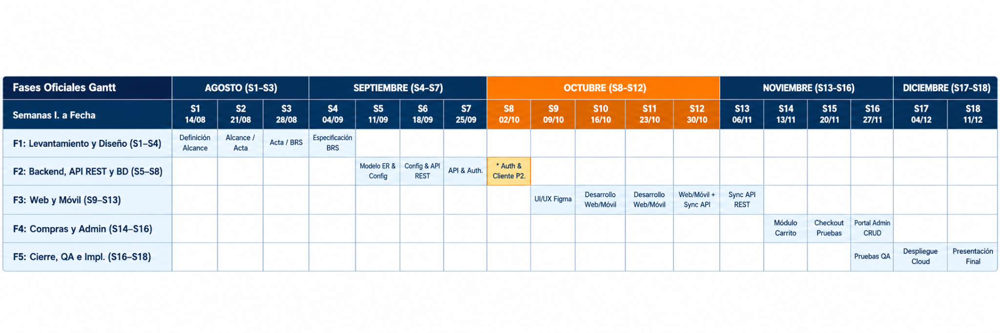 Fases Oficiales Gantt
AGOSTO (S1–S3)
SEPTIEMBRE (S4–S7)
OCTUBRE (S8–S12)
NOVIEMBRE (S13–S16)
DICIEMBRE (S17–S18)
Semanas I. a Fecha
S1
14/08
S2
21/08
S3
28/08
S4
04/09
S5
11/09
S6
18/09
S7
25/09
S8
02/10
S9
09/10
S10
16/10
S11
23/10
S12
30/10
S13
06/11
S14
13/11
S15
20/11
S16
27/11
S17
04/12
S18
11/12
F1: Levantamiento y Diseño (S1–S4)
Definición
Alcance
Alcance /
Acta
Acta / BRS
Especificación
BRS
F2: Backend, API REST y BD (S5–S8)
Modelo ER &
Config
Config & API
REST
API & Auth.
* Auth &
Cliente P2.
F3: Web y Móvil (S9–S13)
UI/UX Figma
Desarrollo
Web/Móvil
Desarrollo
Web/Móvil
Web/Móvil +
Sync API
Sync API
REST
F4: Compras y Admin (S14–S16)
Módulo
Carrito
Checkout
Pruebas
Portal Admin
CRUD
F5: Cierre, QA e Impl. (S16–S18)
Pruebas QA
Despliegue
Cloud
Presentación
Final